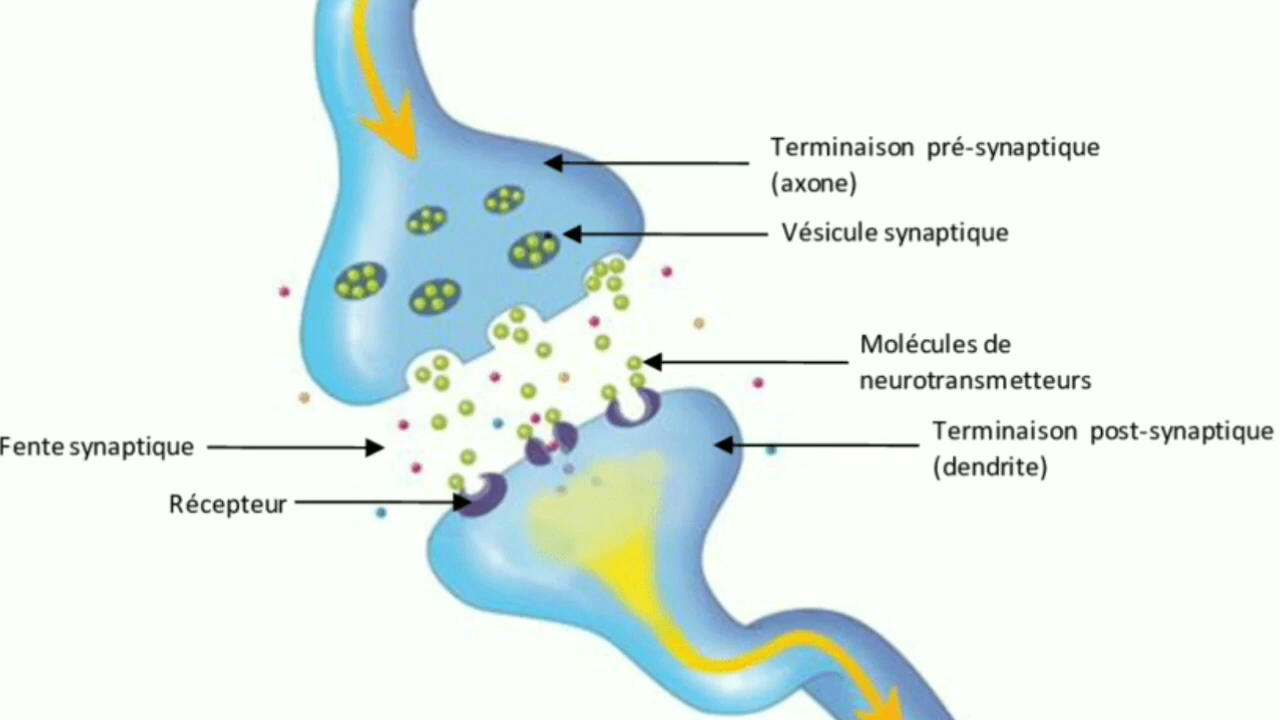 Terminaison pré-synaptique
(axone)
Vésicule synaptique
Molécules de
neurotransmetteurs
Terminaison post-synaptique
(dendrite)
Fente synaptique
Récepteur